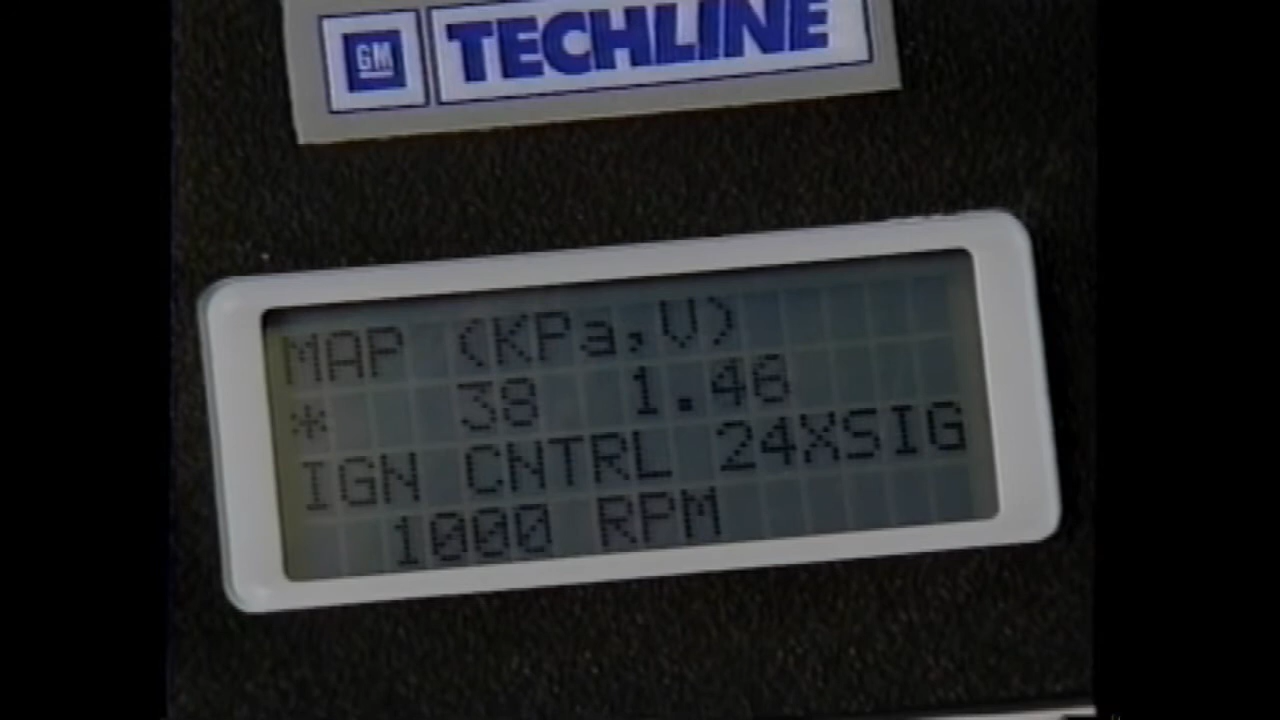 GM TECHLINE
MAP (KPa,V)
* 38 1.46
IGN CNTRL 24XSIG
1000 RPM